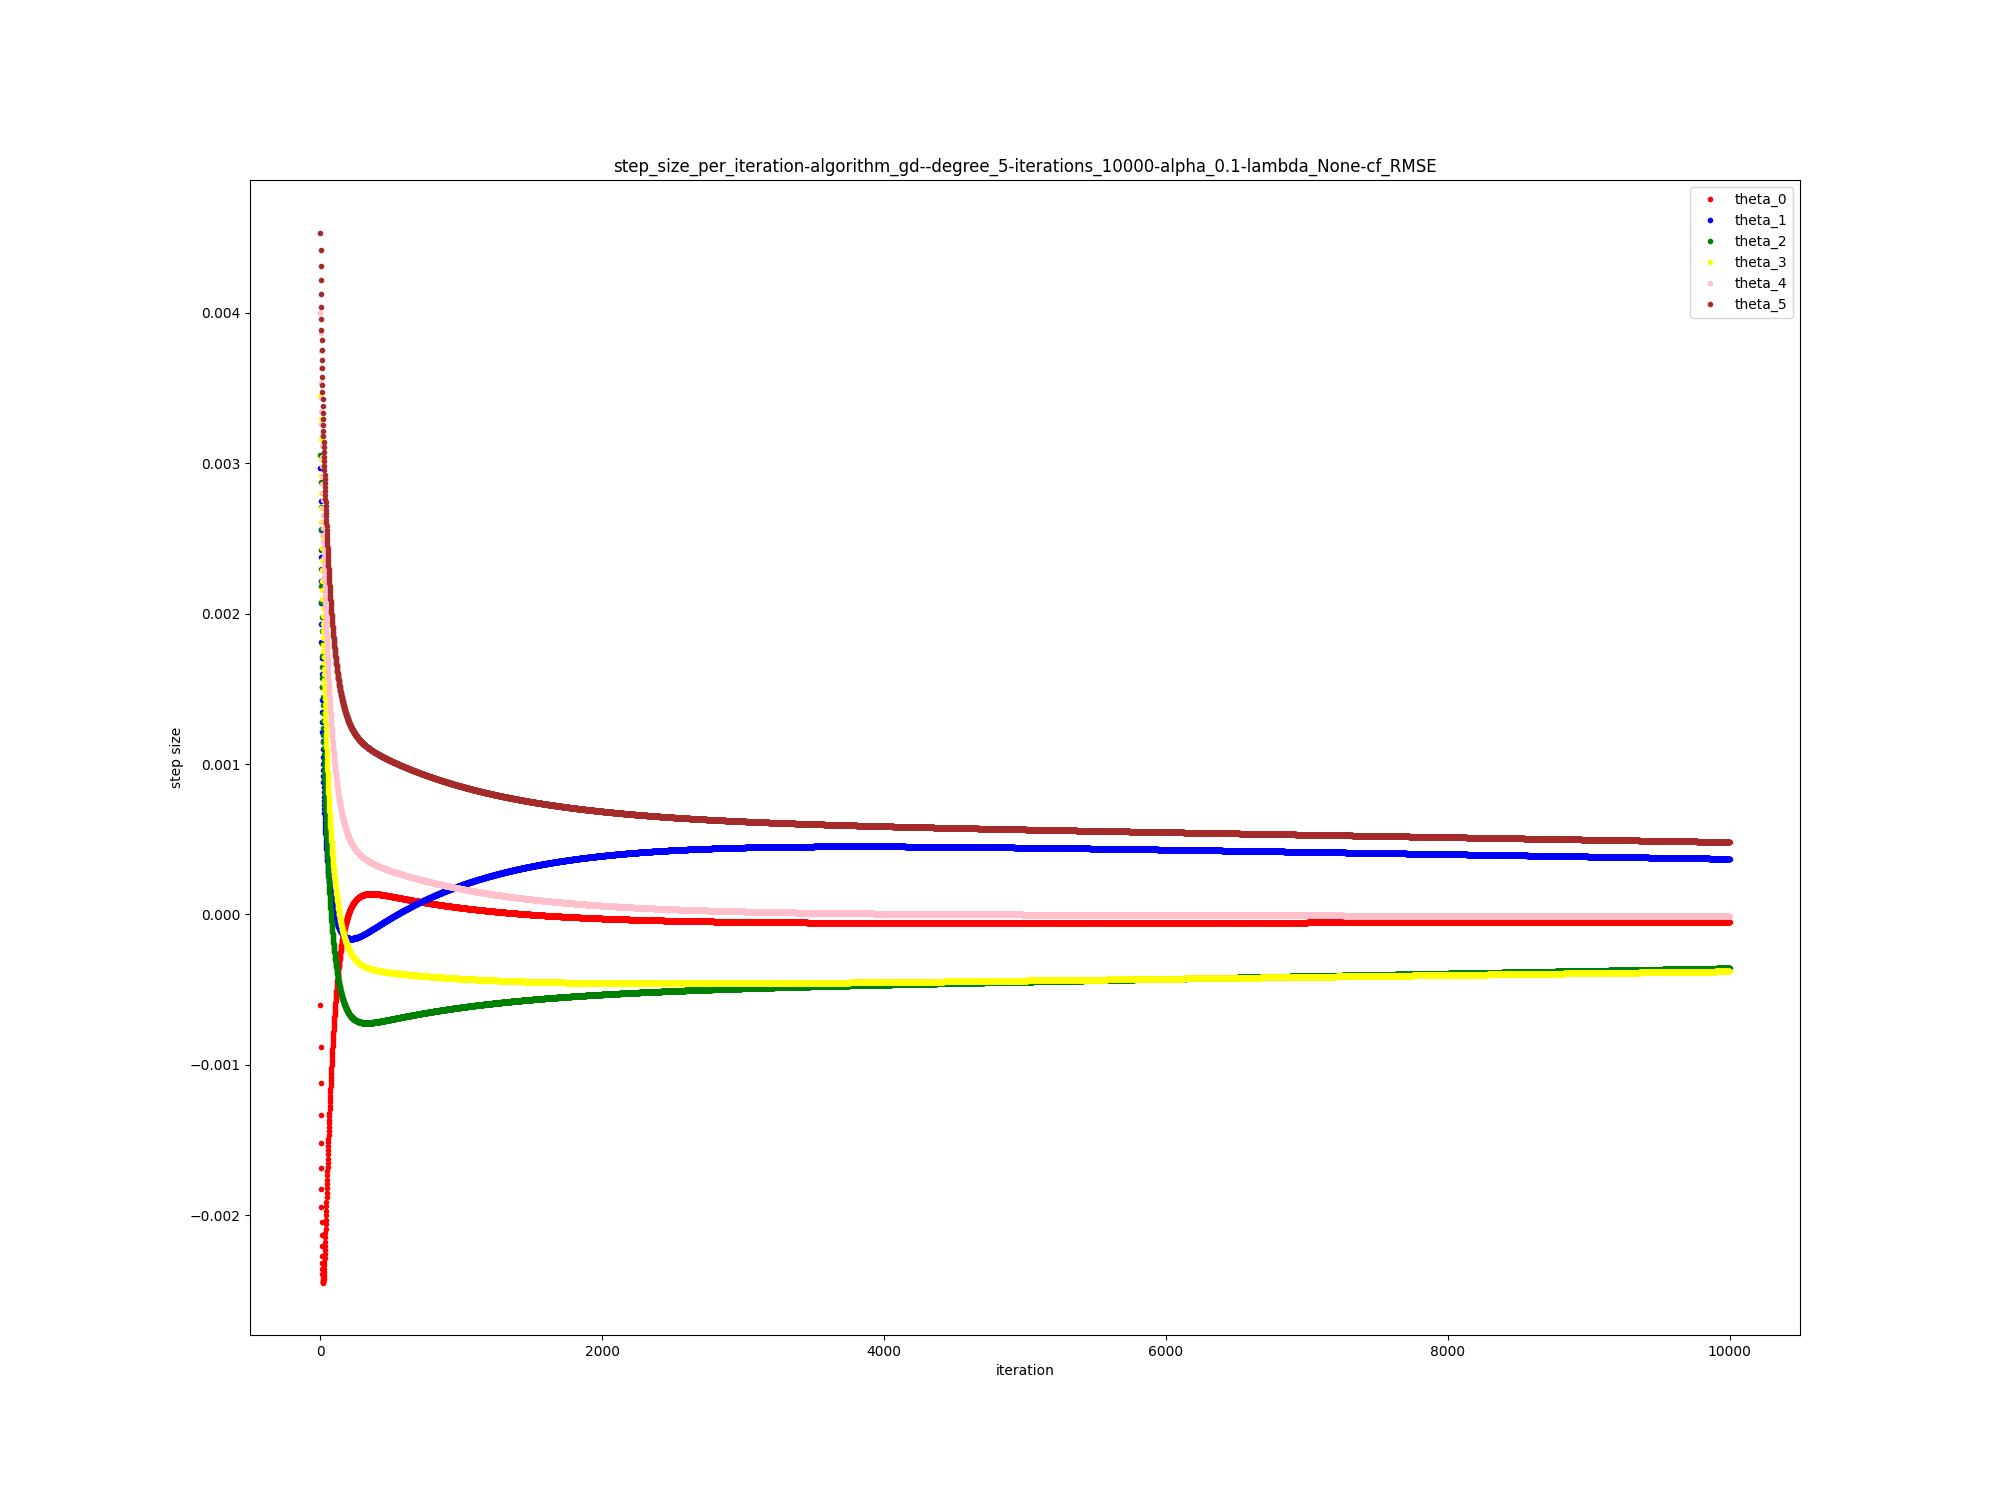 step_size_per_iteration-algorithm_gd--degree_5-iterations_10000-alpha_0.1-lambda_None-cf_RMSE
theta_0
theta_1
theta_2
theta_3
theta_4
theta_5
0.004
0.003
0.002
0.001
0.000
−0.001
−0.002
step size
0 2000 4000 6000 8000 10000
iteration